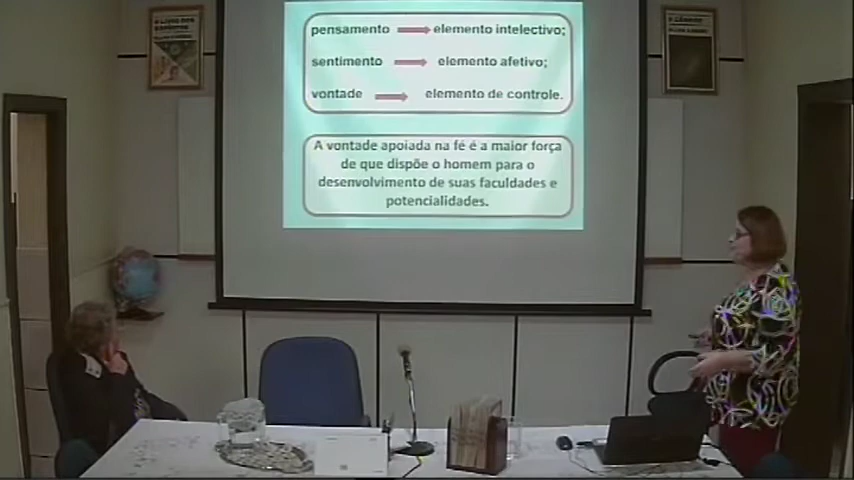 pensamento elemento intelectivo;
sentimento elemento afetivo;
vontade elemento de controle.
A vontade apoiada na fé é a maior força
de que dispõe o homem para o
desenvolvimento de suas faculdades e
potencialidades.